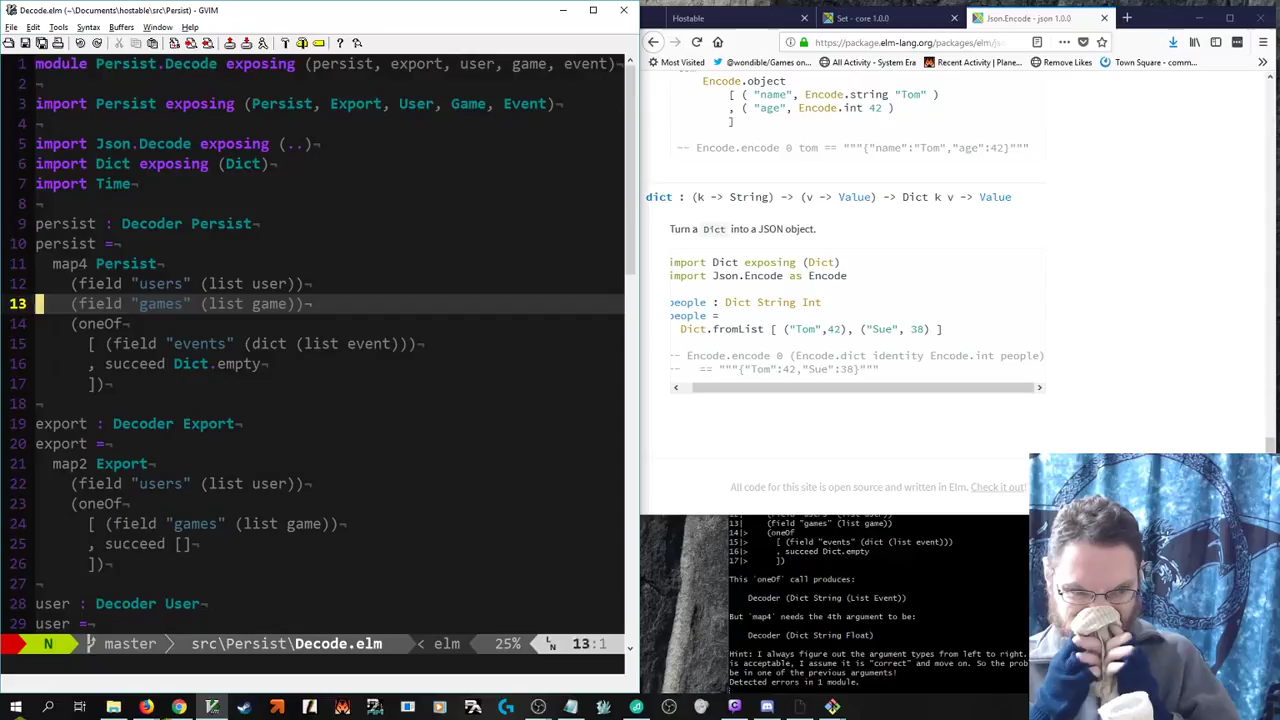 Decode.elm (~\Documents\hostable\src\Persist) - GVIM
File Edit Tools Syntax Buffers Window Help
module Persist.Decode exposing (persist, export, user, game, event)
import Persist exposing (Persist, Export, User, Game, Event)
import Json.Decode exposing (..)
import Dict exposing (Dict)
import Time
persist : Decoder Persist
persist =
map4 Persist
(field "users" (list user))
(field "games" (list game))
(oneOf
[ (field "events" (dict (list event)))
, succeed Dict.empty
])
export : Decoder Export
export =
map2 Export
(field "users" (list user))
(oneOf
[ (field "games" (list game))
, succeed []
])
user : Decoder User
user =
N master src\Persist\Decode.elm elm 25% 13:1
Hostable
Set - core 1.0.0
Json.Encode - json 1.0.0
https://package.elm-lang.org/packages/elm/js
Most Visited
@wondible/Games on...
All Activity - System Era
Recent Activity | Plane...
Remove Likes
Town Square - comm...
Encode.object
[ ( "name", Encode.string "Tom" )
, ( "age", Encode.int 42 )
]
-- Encode.encode 0 tom == """{"name":"Tom","age":42}"""
dict : (k -> String) -> (v -> Value) -> Dict k v -> Value
Turn a Dict into a JSON object.
import Dict exposing (Dict)
import Json.Encode as Encode
people : Dict String Int
people =
Dict.fromList [ ("Tom",42), ("Sue", 38) ]
-- Encode.encode 0 (Encode.dict identity Encode.int people)
-- == """{"Tom":42,"Sue":38}"""
All code for this site is open source and written in Elm. Check it out!
13| (field "games" (list game))
14|> (oneOf
15|> [ (field "events" (dict (list event)))
16|> , succeed Dict.empty
17|> ])
This `oneOf` call produces:
Decoder (Dict String (List Event))
But `map4` needs the 4th argument to be:
Decoder (Dict String Float)
Hint: I always figure out the argument types from left to right.
is acceptable, I assume it is "correct" and move on. So the prob
be in one of the previous arguments!
Detected errors in 1 module.